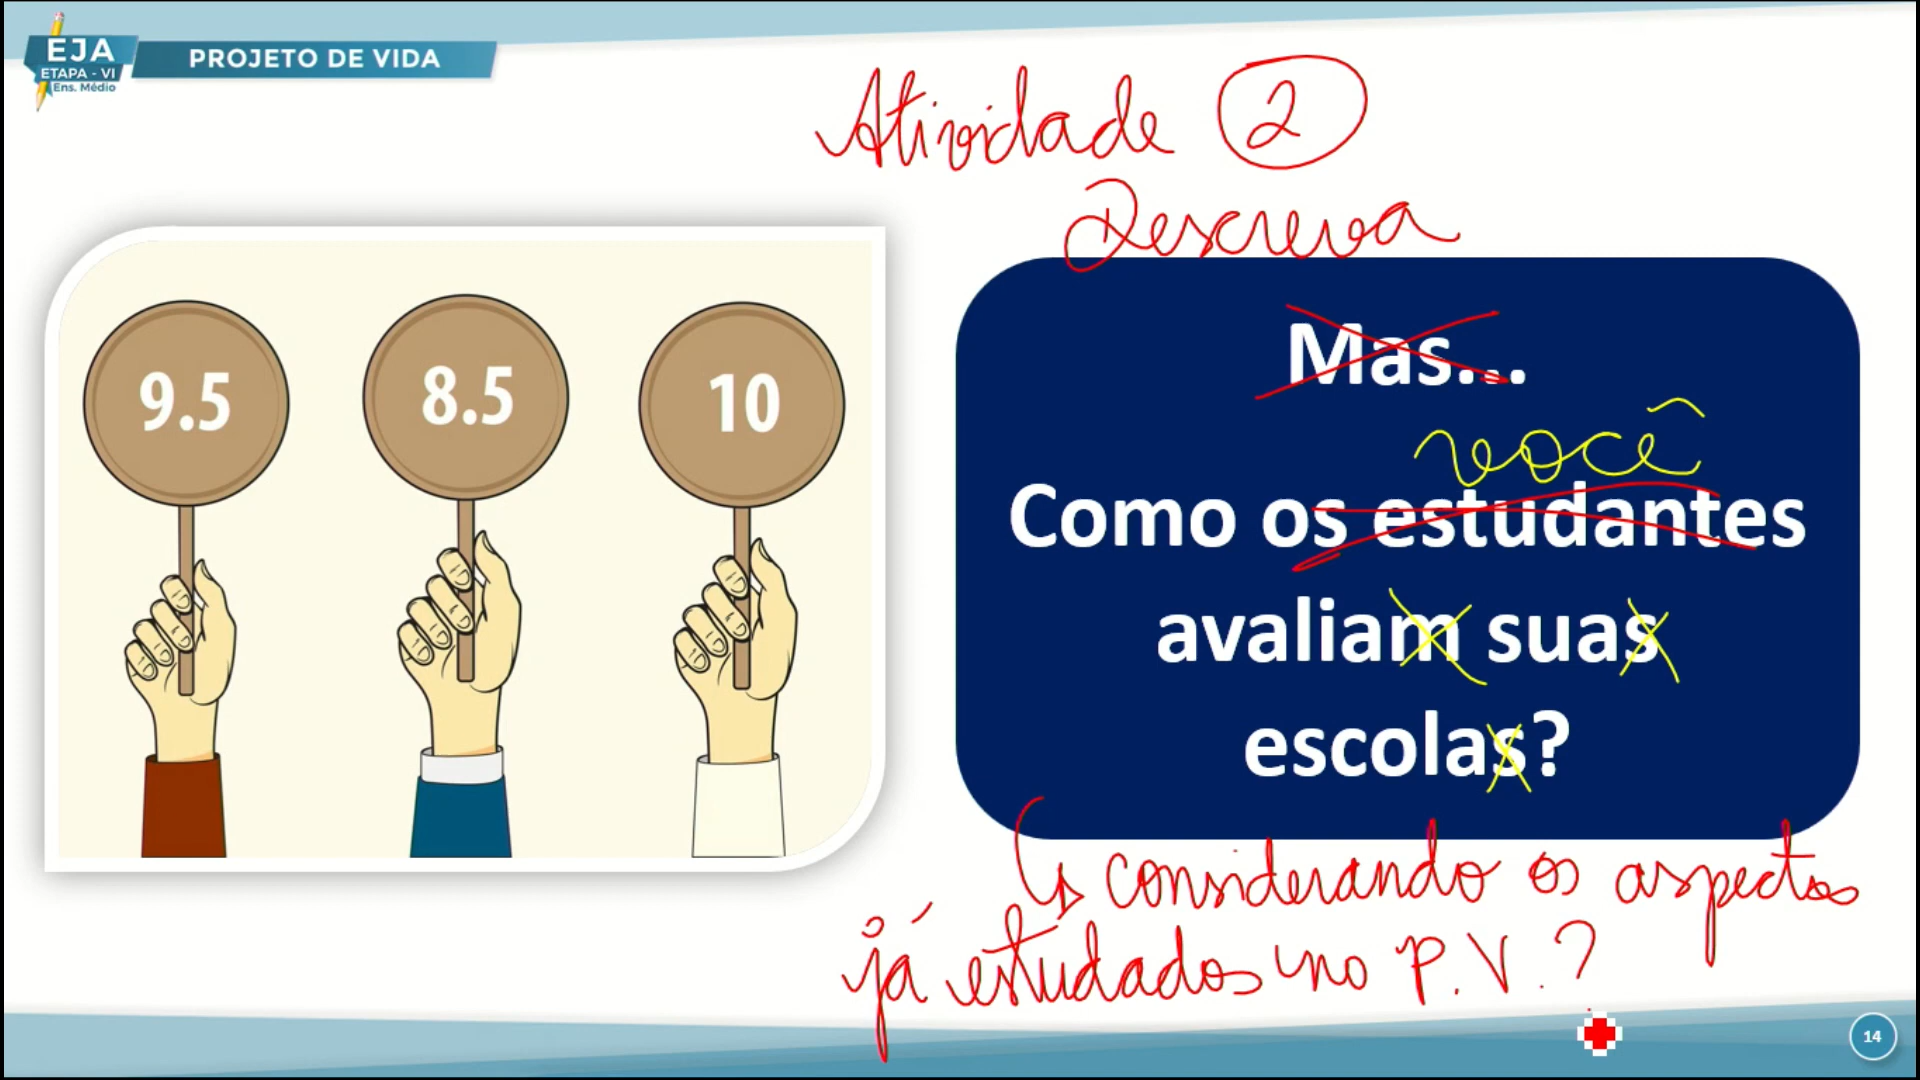 EJA
ETAPA - VI
Ens. Médio
PROJETO DE VIDA
Atividade 2
Descreva
9.5
8.5
10
Mas...
você
Como os estudantes
avaliam suas
escolas?
considerando os aspectos
já estudados no P.V.?
14